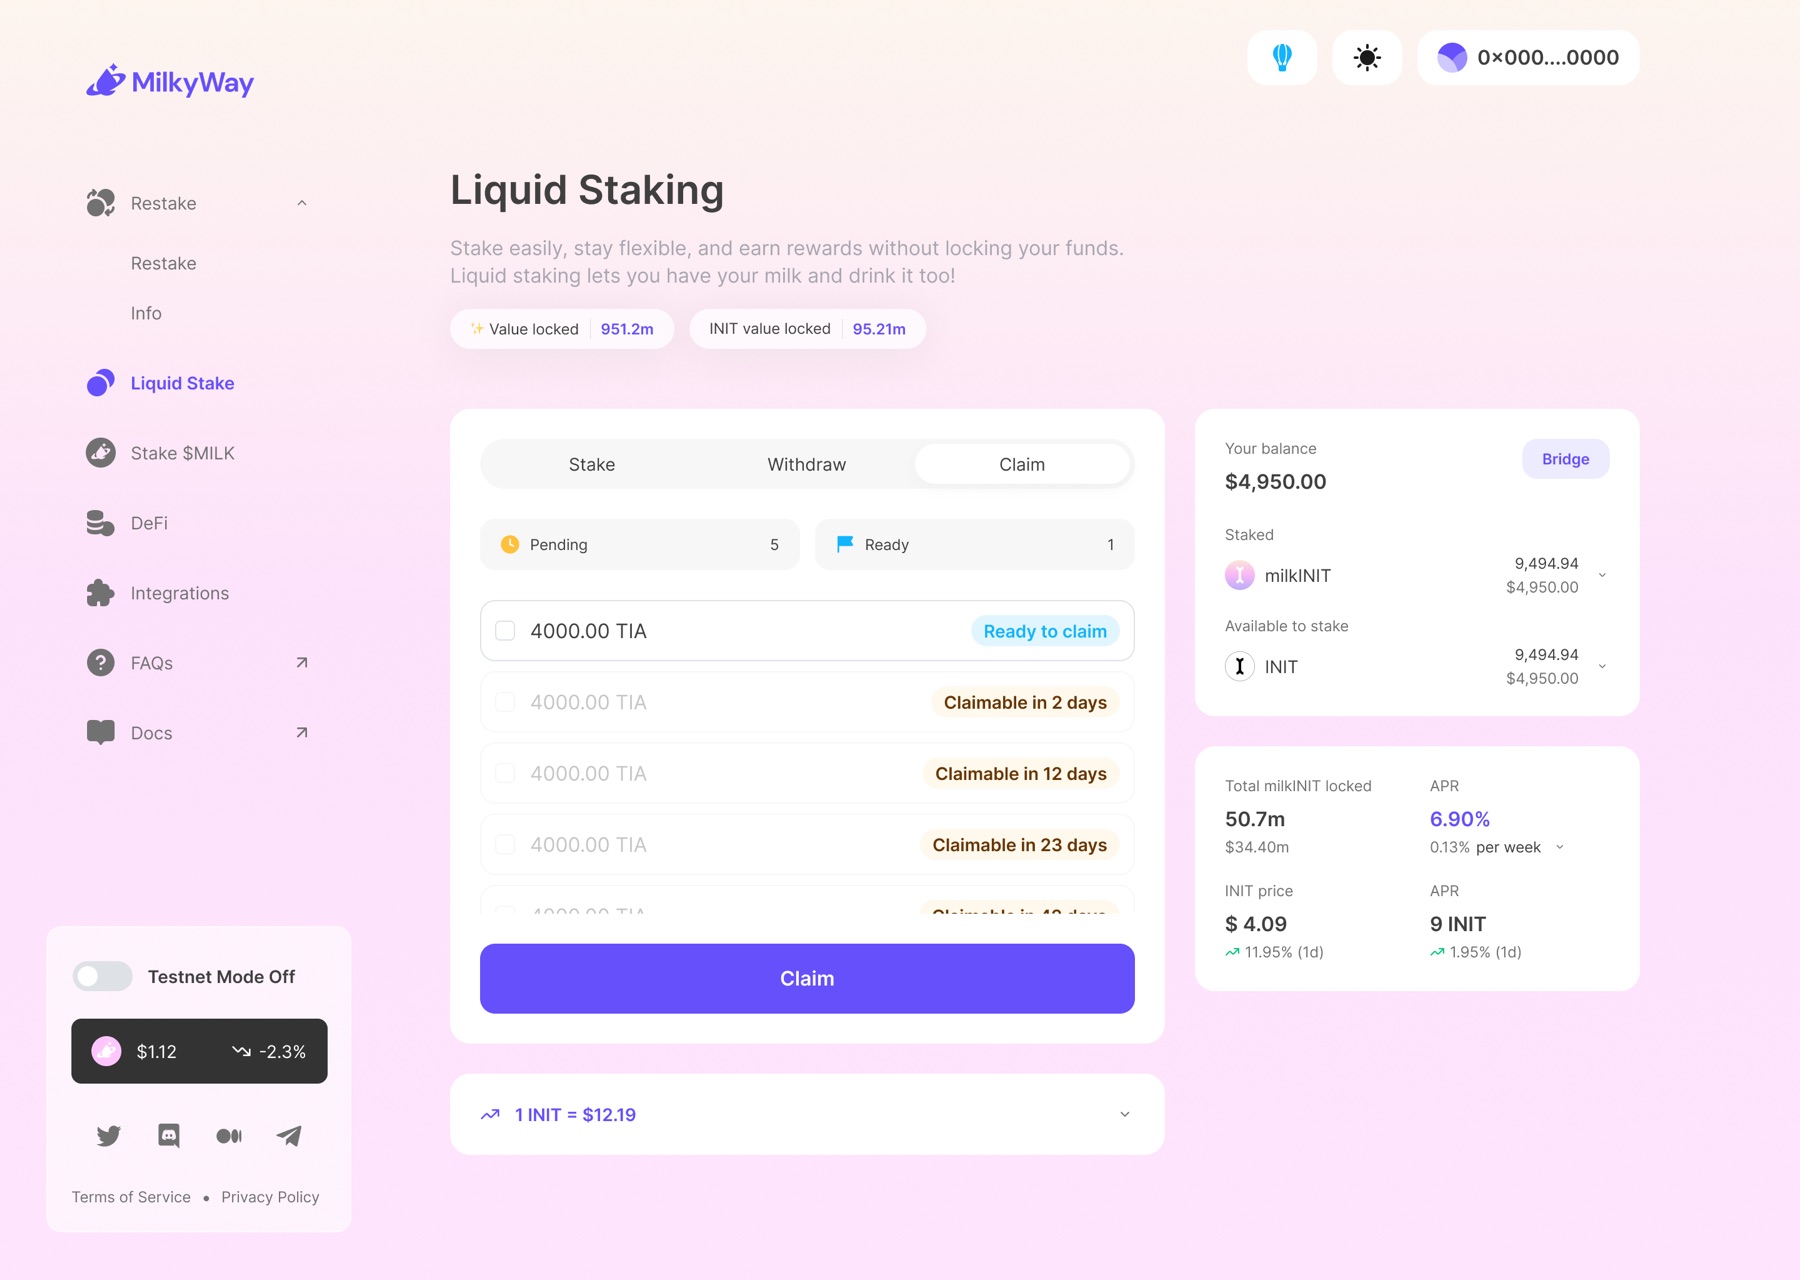 MilkyWay
0×000....0000
Restake
Restake
Info
Liquid Stake
Stake $MILK
DeFi
Integrations
FAQs
Docs
Testnet Mode Off
$1.12
-2.3%
Terms of Service • Privacy Policy
Liquid Staking
Stake easily, stay flexible, and earn rewards without locking your funds.
Liquid staking lets you have your milk and drink it too!
✨ Value locked 951.2m
INIT value locked 95.21m
Stake
Withdraw
Claim
Pending 5
Ready 1
4000.00 TIA Ready to claim
4000.00 TIA Claimable in 2 days
4000.00 TIA Claimable in 12 days
4000.00 TIA Claimable in 23 days
4000.00 TIA Claimable in 42 days
Claim
1 INIT = $12.19
Your balance
$4,950.00
Bridge
Staked
milkINIT
9,494.94
$4,950.00
Available to stake
INIT
9,494.94
$4,950.00
Total milkINIT locked
50.7m
$34.40m
APR
6.90%
0.13% per week
INIT price
$ 4.09
11.95% (1d)
APR
9 INIT
1.95% (1d)